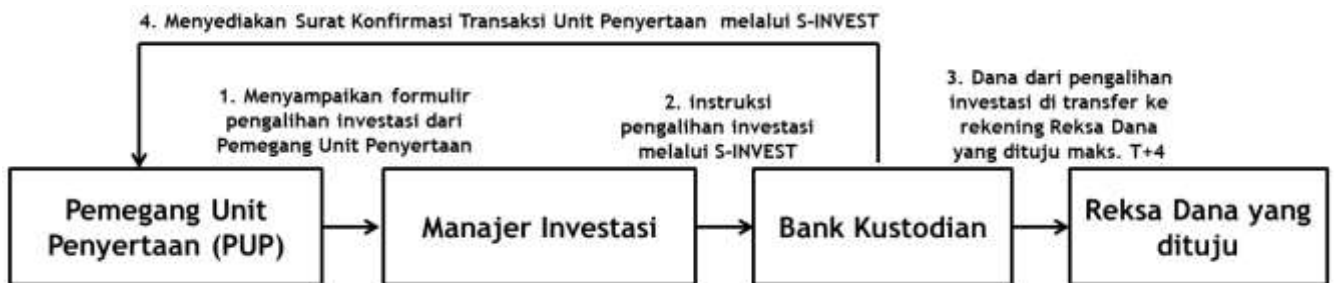 4. Menyediakan Surat Konfirmasi Transaksi Unit Penyertaan melalui S-INVEST
1. Menyampaikan formulir
pengalihan investasi dari
Pemegang Unit Penyertaan
2. instruksi
pengalihan investasi
melalui S-INVEST
3. Dana dari pengalihan
investasi di transfer ke
rekening Reksa Dana
yang dituju maks. T+4
Pemegang Unit
Penyertaan (PUP)
Manajer Investasi
Bank Kustodian
Reksa Dana yang
dituju